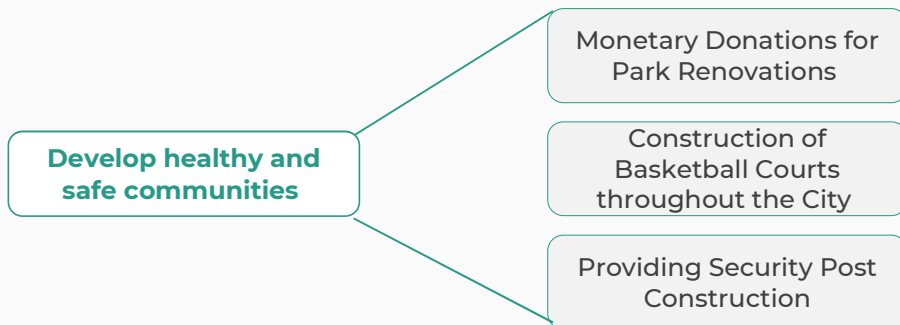 Develop healthy and
safe communities
Monetary Donations for
Park Renovations
Construction of
Basketball Courts
throughout the City
Providing Security Post
Construction